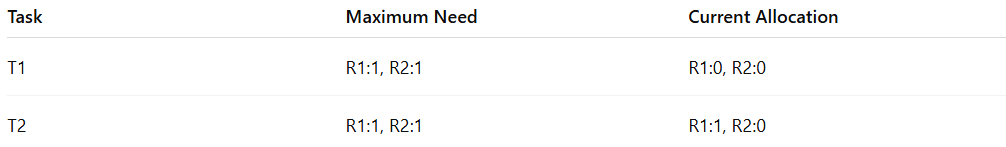 Task Maximum Need Current Allocation
T1 R1:1, R2:1 R1:0, R2:0
T2 R1:1, R2:1 R1:1, R2:0